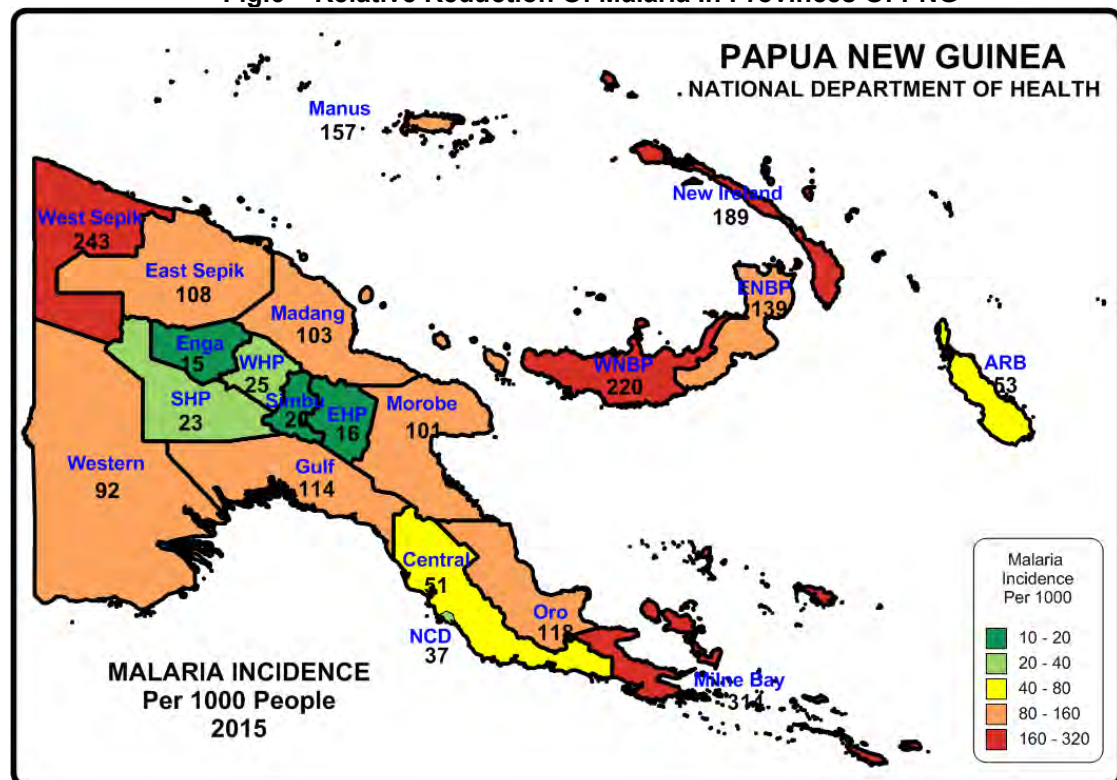 PAPUA NEW GUINEA
NATIONAL DEPARTMENT OF HEALTH
Manus
157
New Ireland
189
West Sepik
243
East Sepik
108
ENBP
139
Madang
103
Enga
15
WHP
25
WNBP
220
ARB
53
SHP
23
Simbu
20
EHP
16
Morobe
101
Western
92
Gulf
114
Central
51
Oro
118
NCD
37
Milne Bay
314
MALARIA INCIDENCE
Per 1000 People
2015
Malaria
Incidence
Per 1000
10 - 20
20 - 40
40 - 80
80 - 160
160 - 320